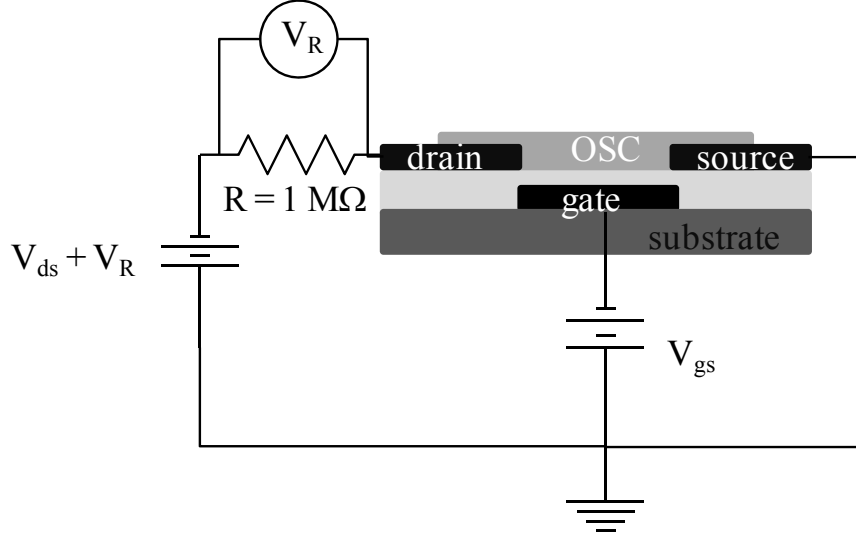 V_R
drain OSC source
R = 1 MΩ
gate
substrate
V_ds + V_R
V_gs